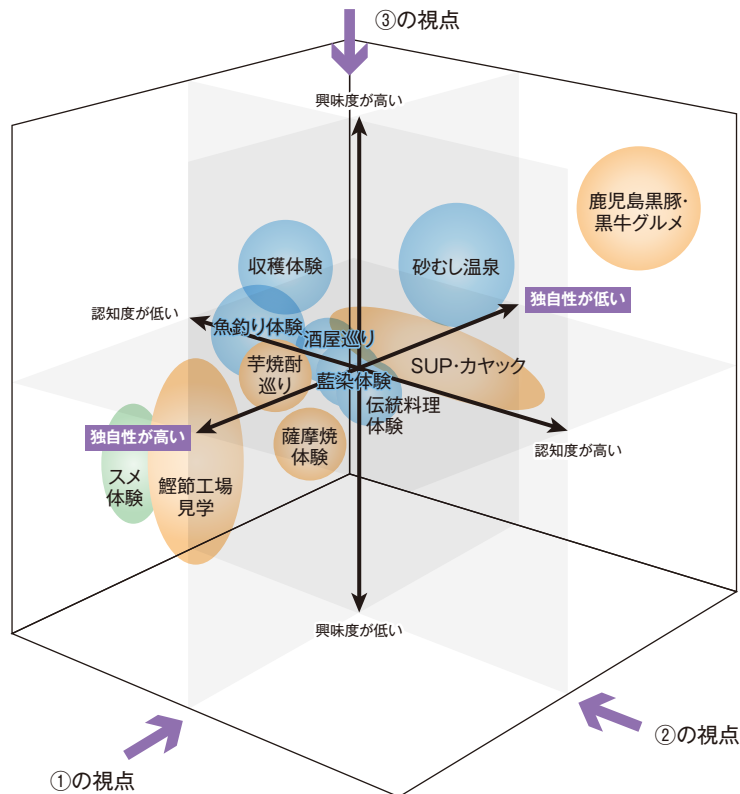 ③の視点
興味度が高い
鹿児島黒豚・
黒牛グルメ
収穫体験
砂むし温泉
独自性が低い
認知度が低い
魚釣り体験
酒屋巡り
SUP・カヤック
芋焼酎
巡り
藍染体験
伝統料理
体験
独自性が高い
薩摩焼
体験
認知度が高い
スメ
体験
鰹節工場
見学
興味度が低い
②の視点
①の視点